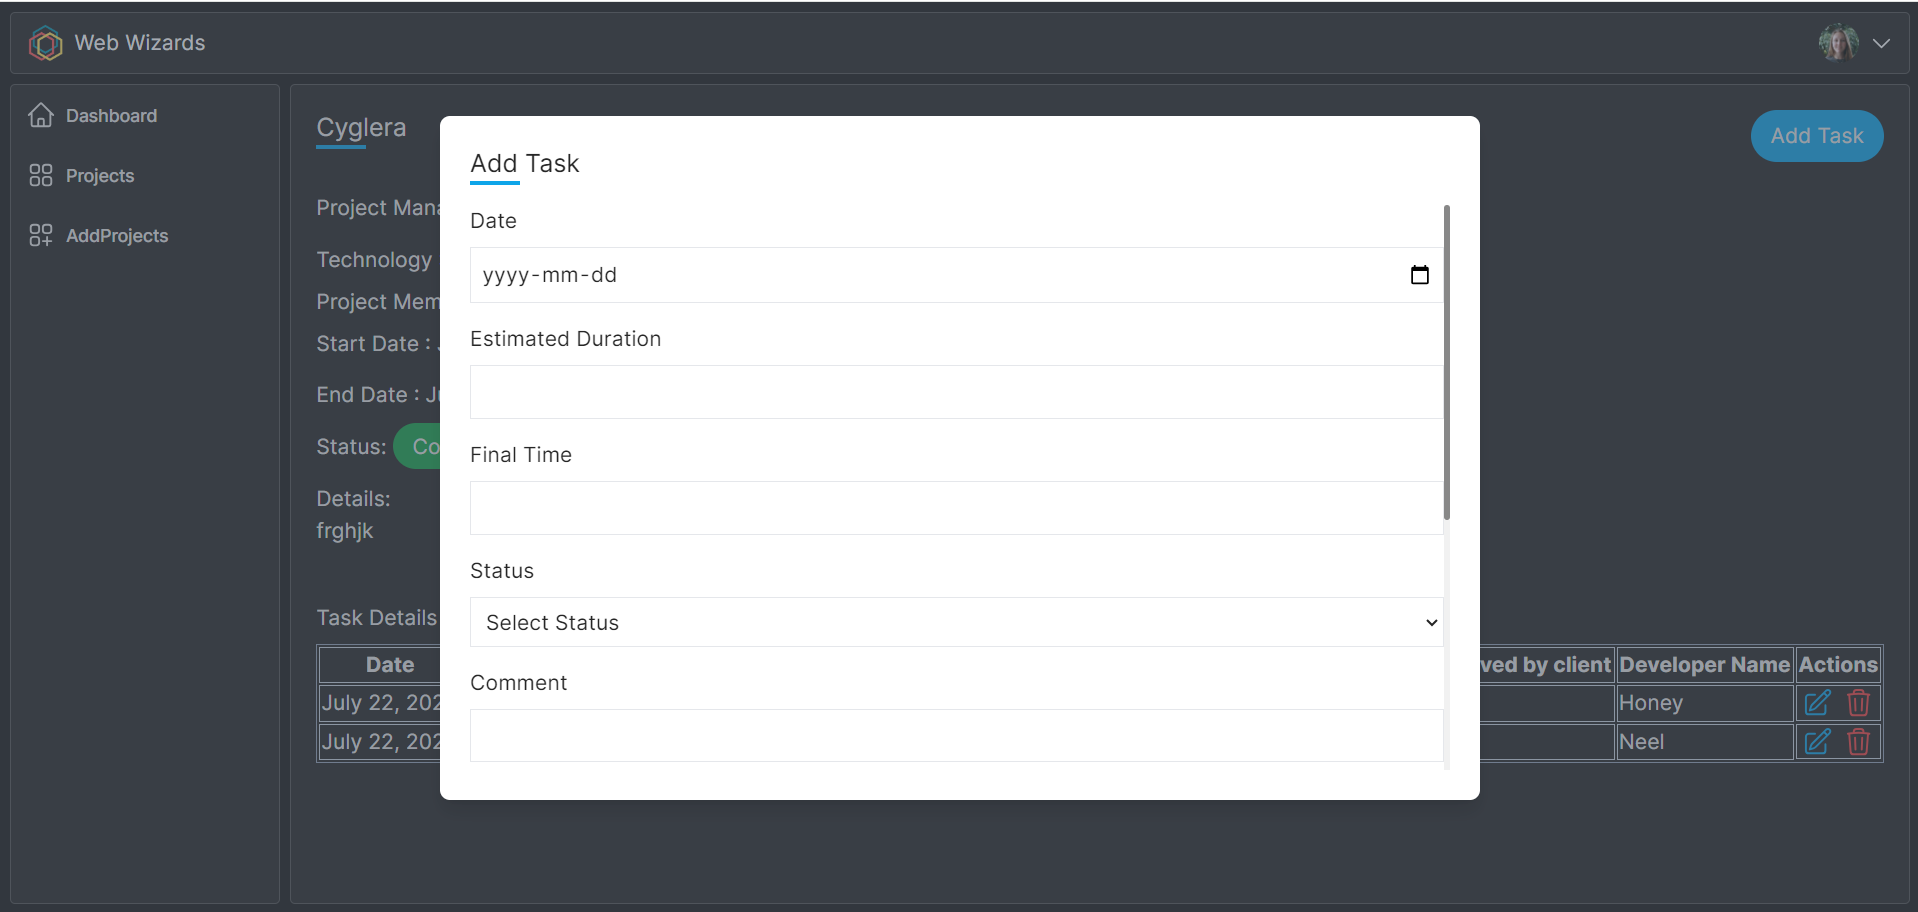 Web Wizards
Dashboard
Projects
AddProjects
Cyglera
Add Task
Project Mana
Technology
Project Mem
Start Date :
End Date : Ju
Status: Co
Details:
frghjk
Task Details
Date
ved by client
Developer Name
Actions
July 22, 202
Honey
July 22, 202
Neel
Add Task
Date
yyyy-mm-dd
Estimated Duration
Final Time
Status
Select Status
Comment